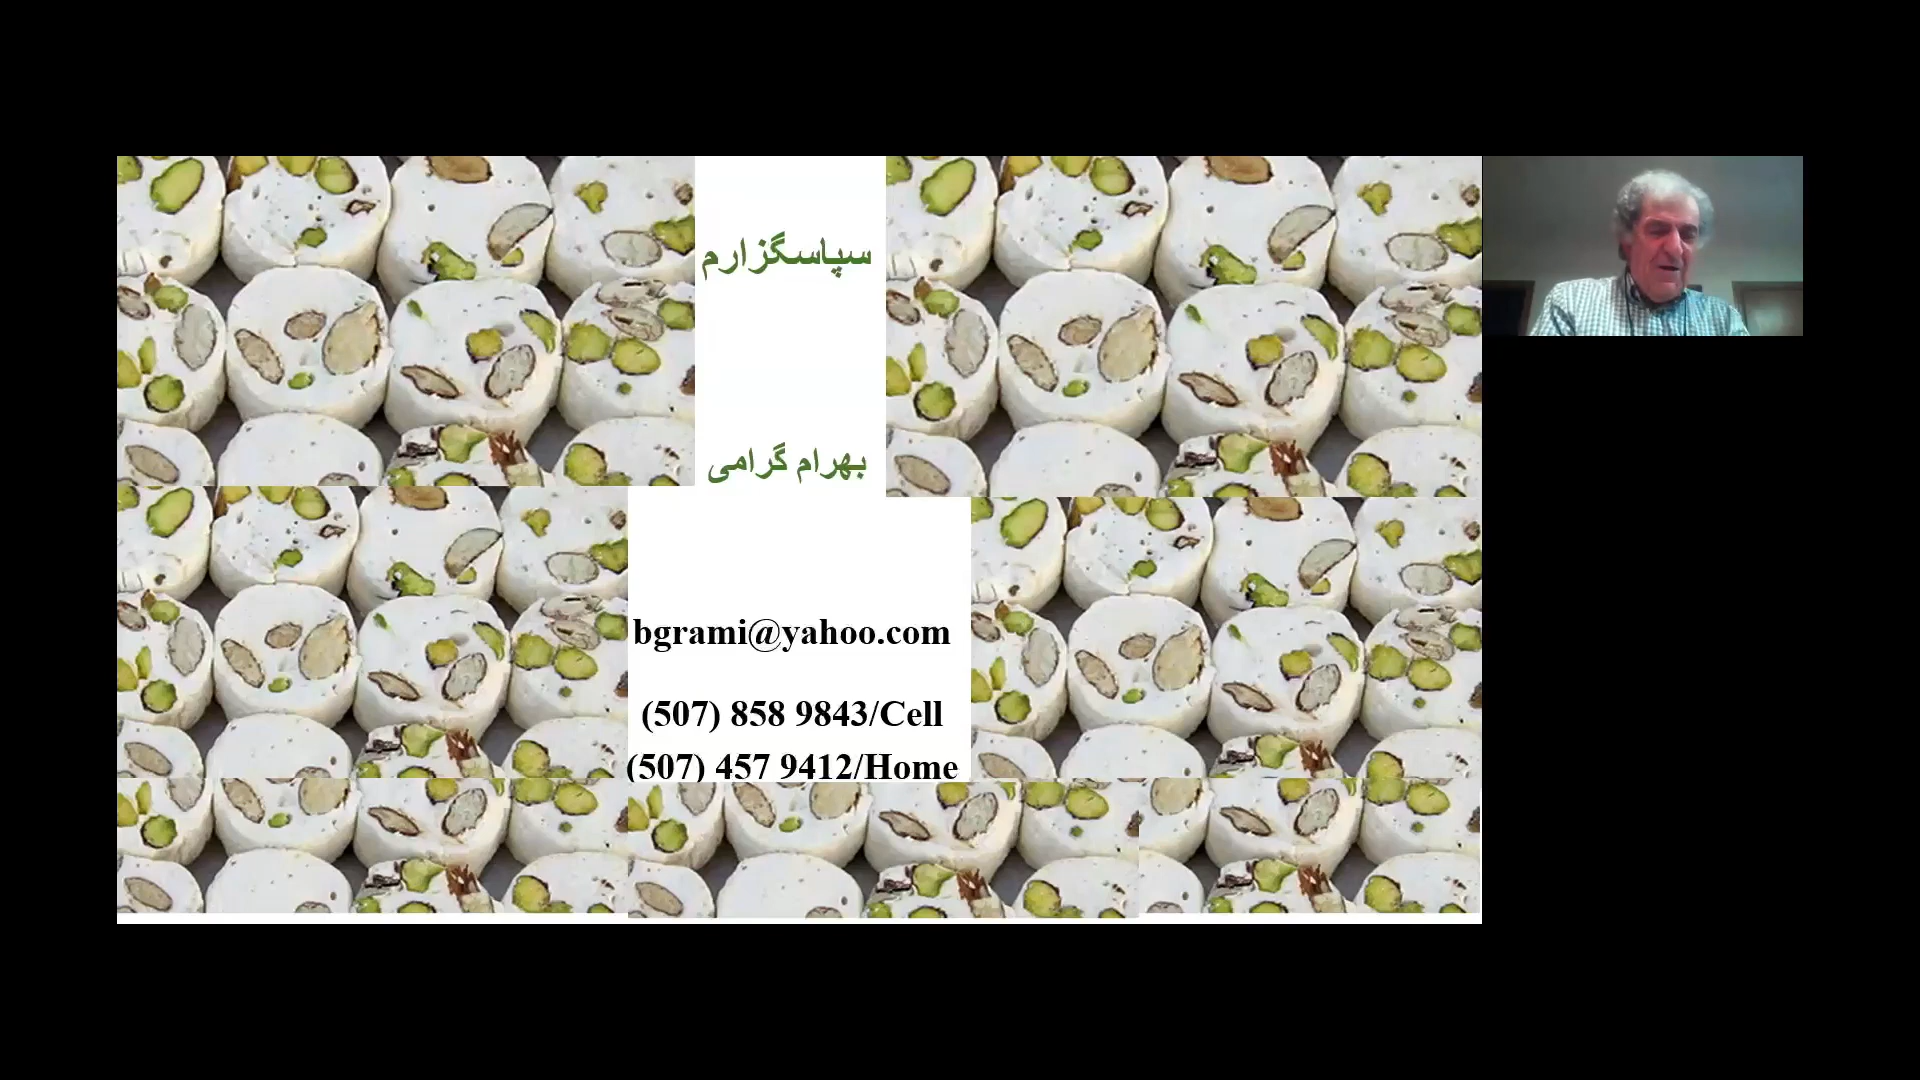 سپاسگزارم
بهرام گرامی
bgrami@yahoo.com
(507) 858 9843/Cell
(507) 457 9412/Home